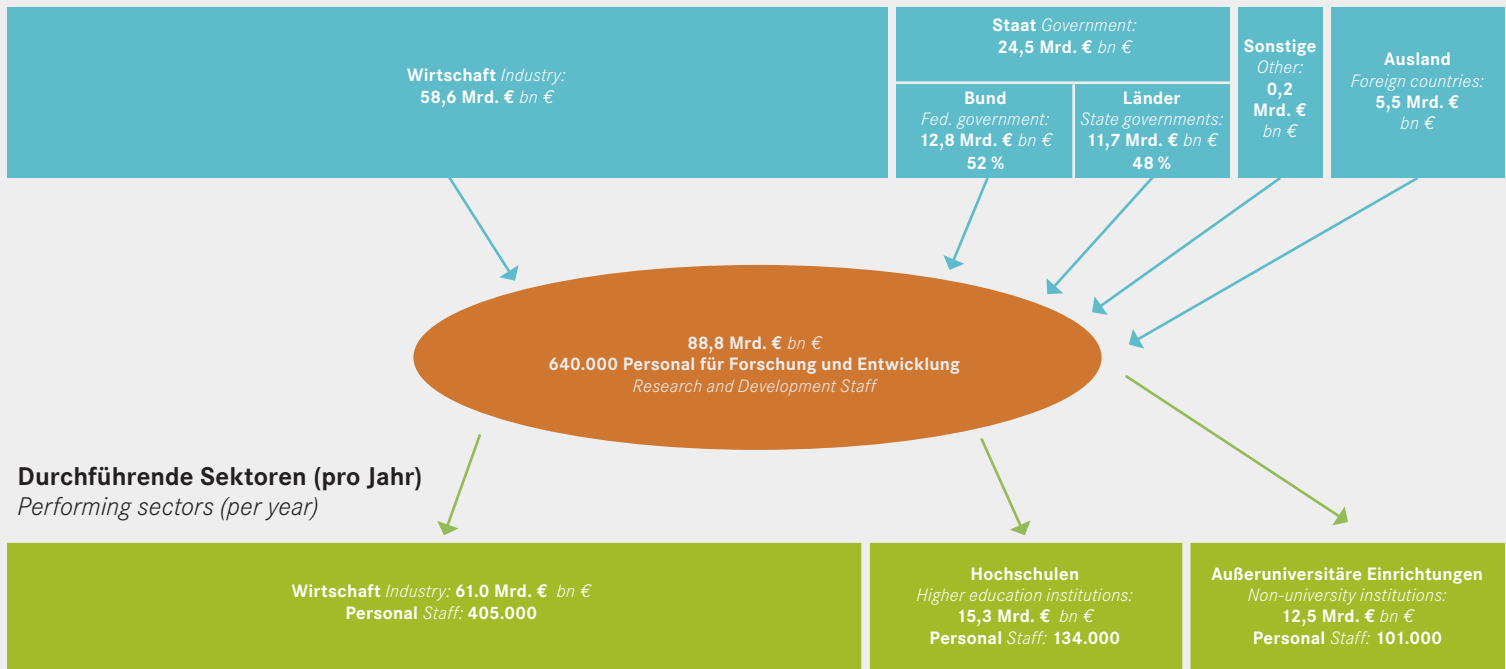 Wirtschaft Industry:
58,6 Mrd. € bn €
Staat Government:
24,5 Mrd. € bn €
Bund
Fed. government:
12,8 Mrd. € bn €
52 %
Länder
State governments:
11,7 Mrd. € bn €
48 %
Sonstige
Other:
0,2
Mrd. €
bn €
Ausland
Foreign countries:
5,5 Mrd. €
bn €
88,8 Mrd. € bn €
640.000 Personal für Forschung und Entwicklung
Research and Development Staff
Durchführende Sektoren (pro Jahr)
Performing sectors (per year)
Wirtschaft Industry: 61.0 Mrd. € bn €
Personal Staff: 405.000
Hochschulen
Higher education institutions:
15,3 Mrd. € bn €
Personal Staff: 134.000
Außeruniversitäre Einrichtungen
Non-university institutions:
12,5 Mrd. € bn €
Personal Staff: 101.000